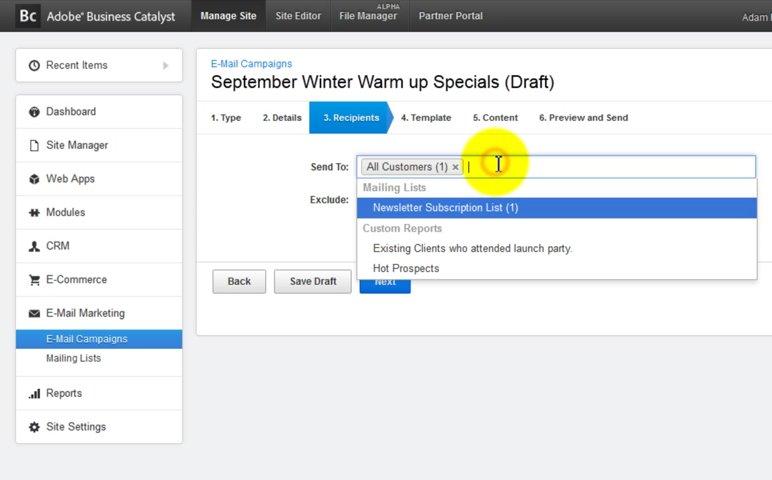 Bc Adobe® Business Catalyst Manage Site Site Editor ALPHA File Manager Partner Portal Adam
Recent Items
Dashboard
Site Manager
Web Apps
Modules
CRM
E-Commerce
E-Mail Marketing
E-Mail Campaigns
Mailing Lists
Reports
Site Settings
E-Mail Campaigns
September Winter Warm up Specials (Draft)
1. Type 2. Details 3. Recipients 4. Template 5. Content 6. Preview and Send
Send To: All Customers (1) ×
Mailing Lists
Exclude: Newsletter Subscription List (1)
Custom Reports
Existing Clients who attended launch party.
Hot Prospects
Back Save Draft Next